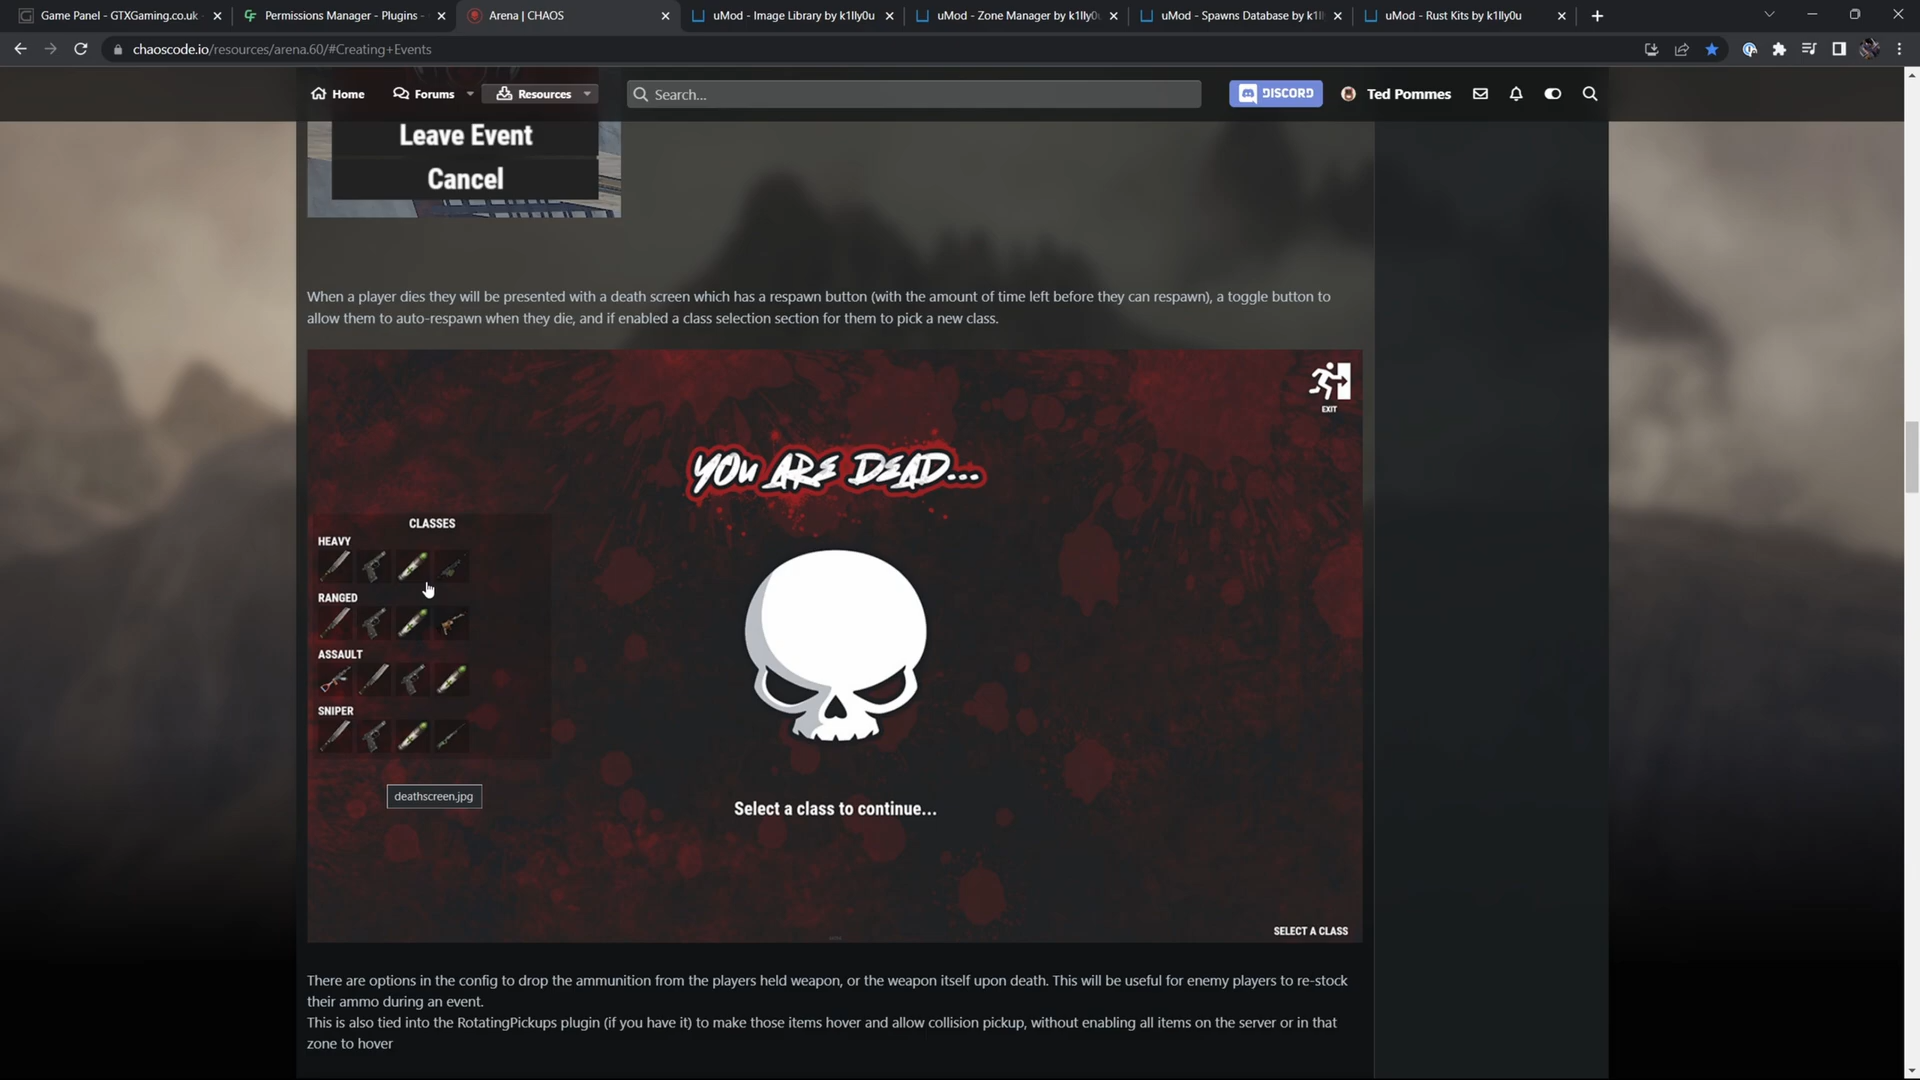 Game Panel - GTXGaming.co.uk
Permissions Manager - Plugins -
Arena | CHAOS
uMod - Image Library by k1lly0u
uMod - Zone Manager by k1lly0
uMod - Spawns Database by k1l
uMod - Rust Kits by k1lly0u
chaoscode.io/resources/arena.60/#Creating+Events
Home
Forums
Resources
Search...
DISCORD
Ted Pommes
Leave Event
Cancel
When a player dies they will be presented with a death screen which has a respawn button (with the amount of time left before they can respawn), a toggle button to
allow them to auto-respawn when they die, and if enabled a class selection section for them to pick a new class.
EXIT
YOU ARE DEAD...
CLASSES
HEAVY
RANGED
ASSAULT
SNIPER
deathscreen.jpg
Select a class to continue...
SELECT A CLASS
There are options in the config to drop the ammunition from the players held weapon, or the weapon itself upon death. This will be useful for enemy players to re-stock
their ammo during an event.
This is also tied into the RotatingPickups plugin (if you have it) to make those items hover and allow collision pickup, without enabling all items on the server or in that
zone to hover